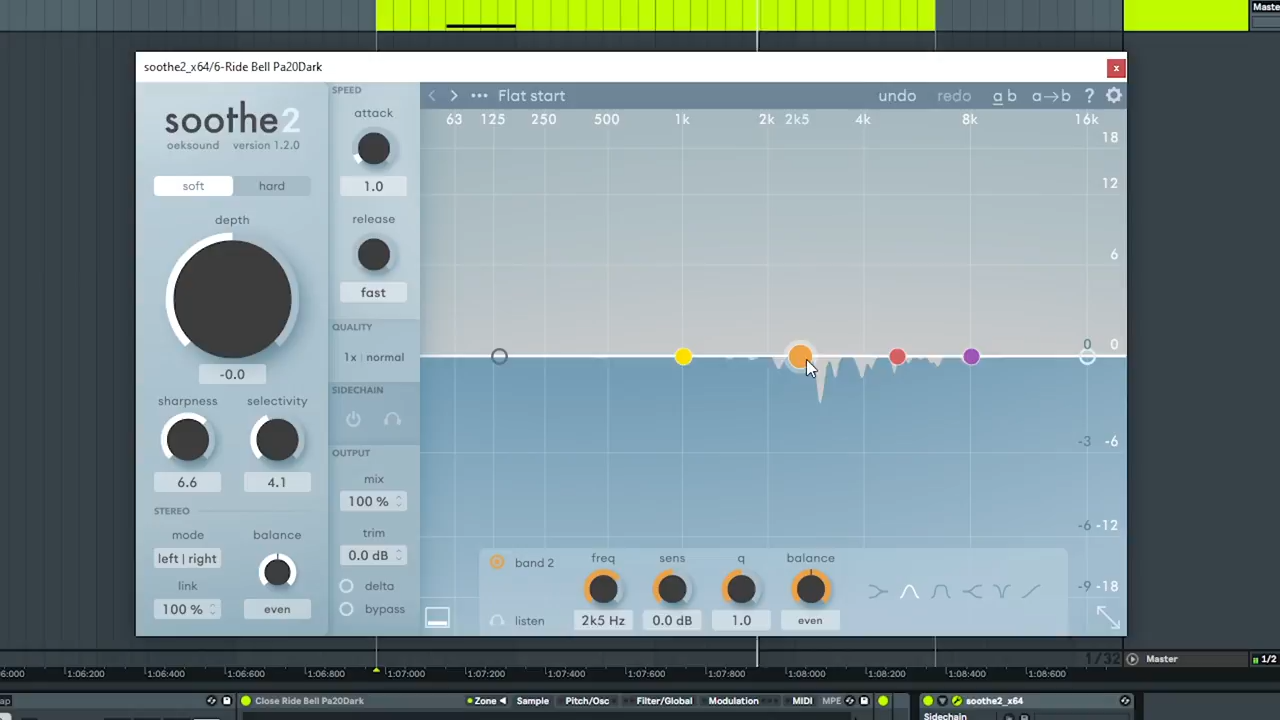 Master
soothe2_x64/6-Ride Bell Pa20Dark
x
soothe2
oeksound version 1.2.0
soft hard
depth
-0.0
sharpness selectivity
6.6 4.1
STEREO
mode balance
left | right
link
100 % even
SPEED
attack
1.0
release
fast
QUALITY
1x | normal
SIDECHAIN
OUTPUT
mix
100 %
trim
0.0 dB
delta
bypass
Flat start undo redo a b a→b ?
63 125 250 500 1k 2k 2k5 4k 8k 16k
18
12
6
0 0
-3 -6
-6 -12
-9 -18
band 2 freq sens q balance
listen 2k5 Hz 0.0 dB 1.0 even
1/32 Master 1/2
6:000 1:06:200 1:06:400 1:06:600 1:06:800 1:07:000 1:07:200 1:07:400 1:07:600 1:07:800 1:08:000 1:08:200 1:08:400 1:08:600
ap Close Ride Bell Pa20Dark Zone Sample Pitch/Osc Filter/Global Modulation MIDI MPE soothe2_x64
Sidechain